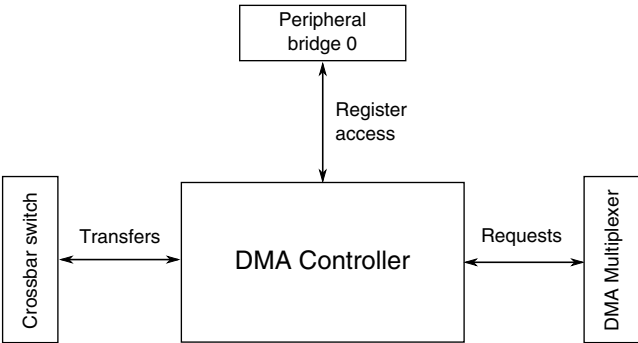 Peripheral
bridge 0
Register
access
Crossbar switch
Transfers
DMA Controller
Requests
DMA Multiplexer